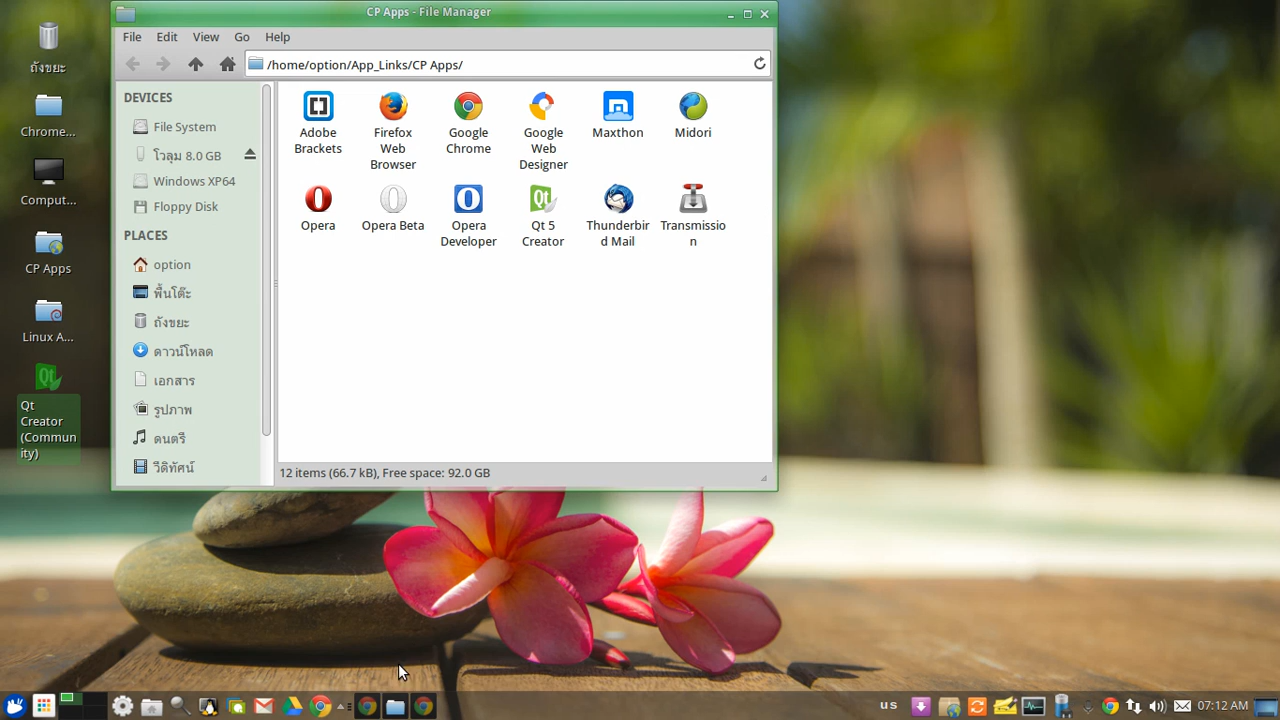 CP Apps - File Manager
File Edit View Go Help
/home/option/App_Links/CP Apps/
ถังขยะ
Chrome...
Comput...
CP Apps
Linux A...
Qt
Creator
(Commun
ity)
DEVICES
File System
โวลุม 8.0 GB
Windows XP64
Floppy Disk
PLACES
option
พื้นโต๊ะ
ถังขยะ
ดาวน์โหลด
เอกสาร
รูปภาพ
ดนตรี
วีดิทัศน์
Adobe
Brackets
Firefox
Web
Browser
Google
Chrome
Google
Web
Designer
Maxthon
Midori
Opera
Opera Beta
Opera
Developer
Qt 5
Creator
Thunderbir
d Mail
Transmissio
n
12 items (66.7 kB), Free space: 92.0 GB
us
07:12 AM